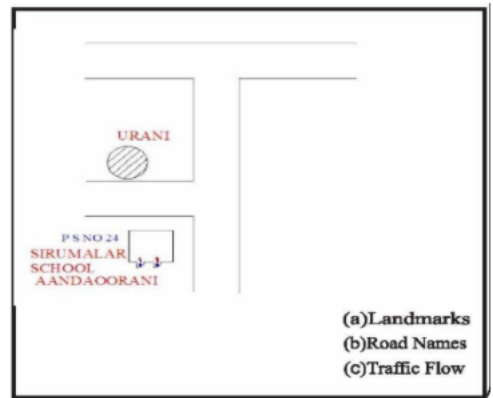 URANI
P S NO 24
SIRUMALAR
SCHOOL
AANDAOORANI
(a)Landmarks
(b)Road Names
(c)Traffic Flow